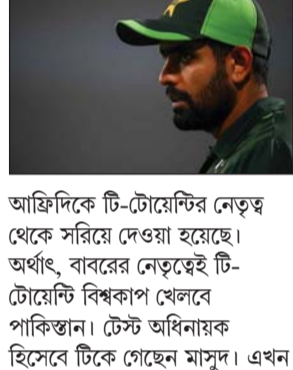 আফ্রিদিকে টি-টোয়েন্টির নেতৃত্ব
থেকে সরিয়ে দেওয়া হয়েছে।
অর্থাৎ, বাবরের নেতৃত্বেই টি-
টোয়েন্টি বিশ্বকাপ খেলবে
পাকিস্তান। টেস্ট অধিনায়ক
হিসেবে টিকে গেছেন মাসুদ। এখন